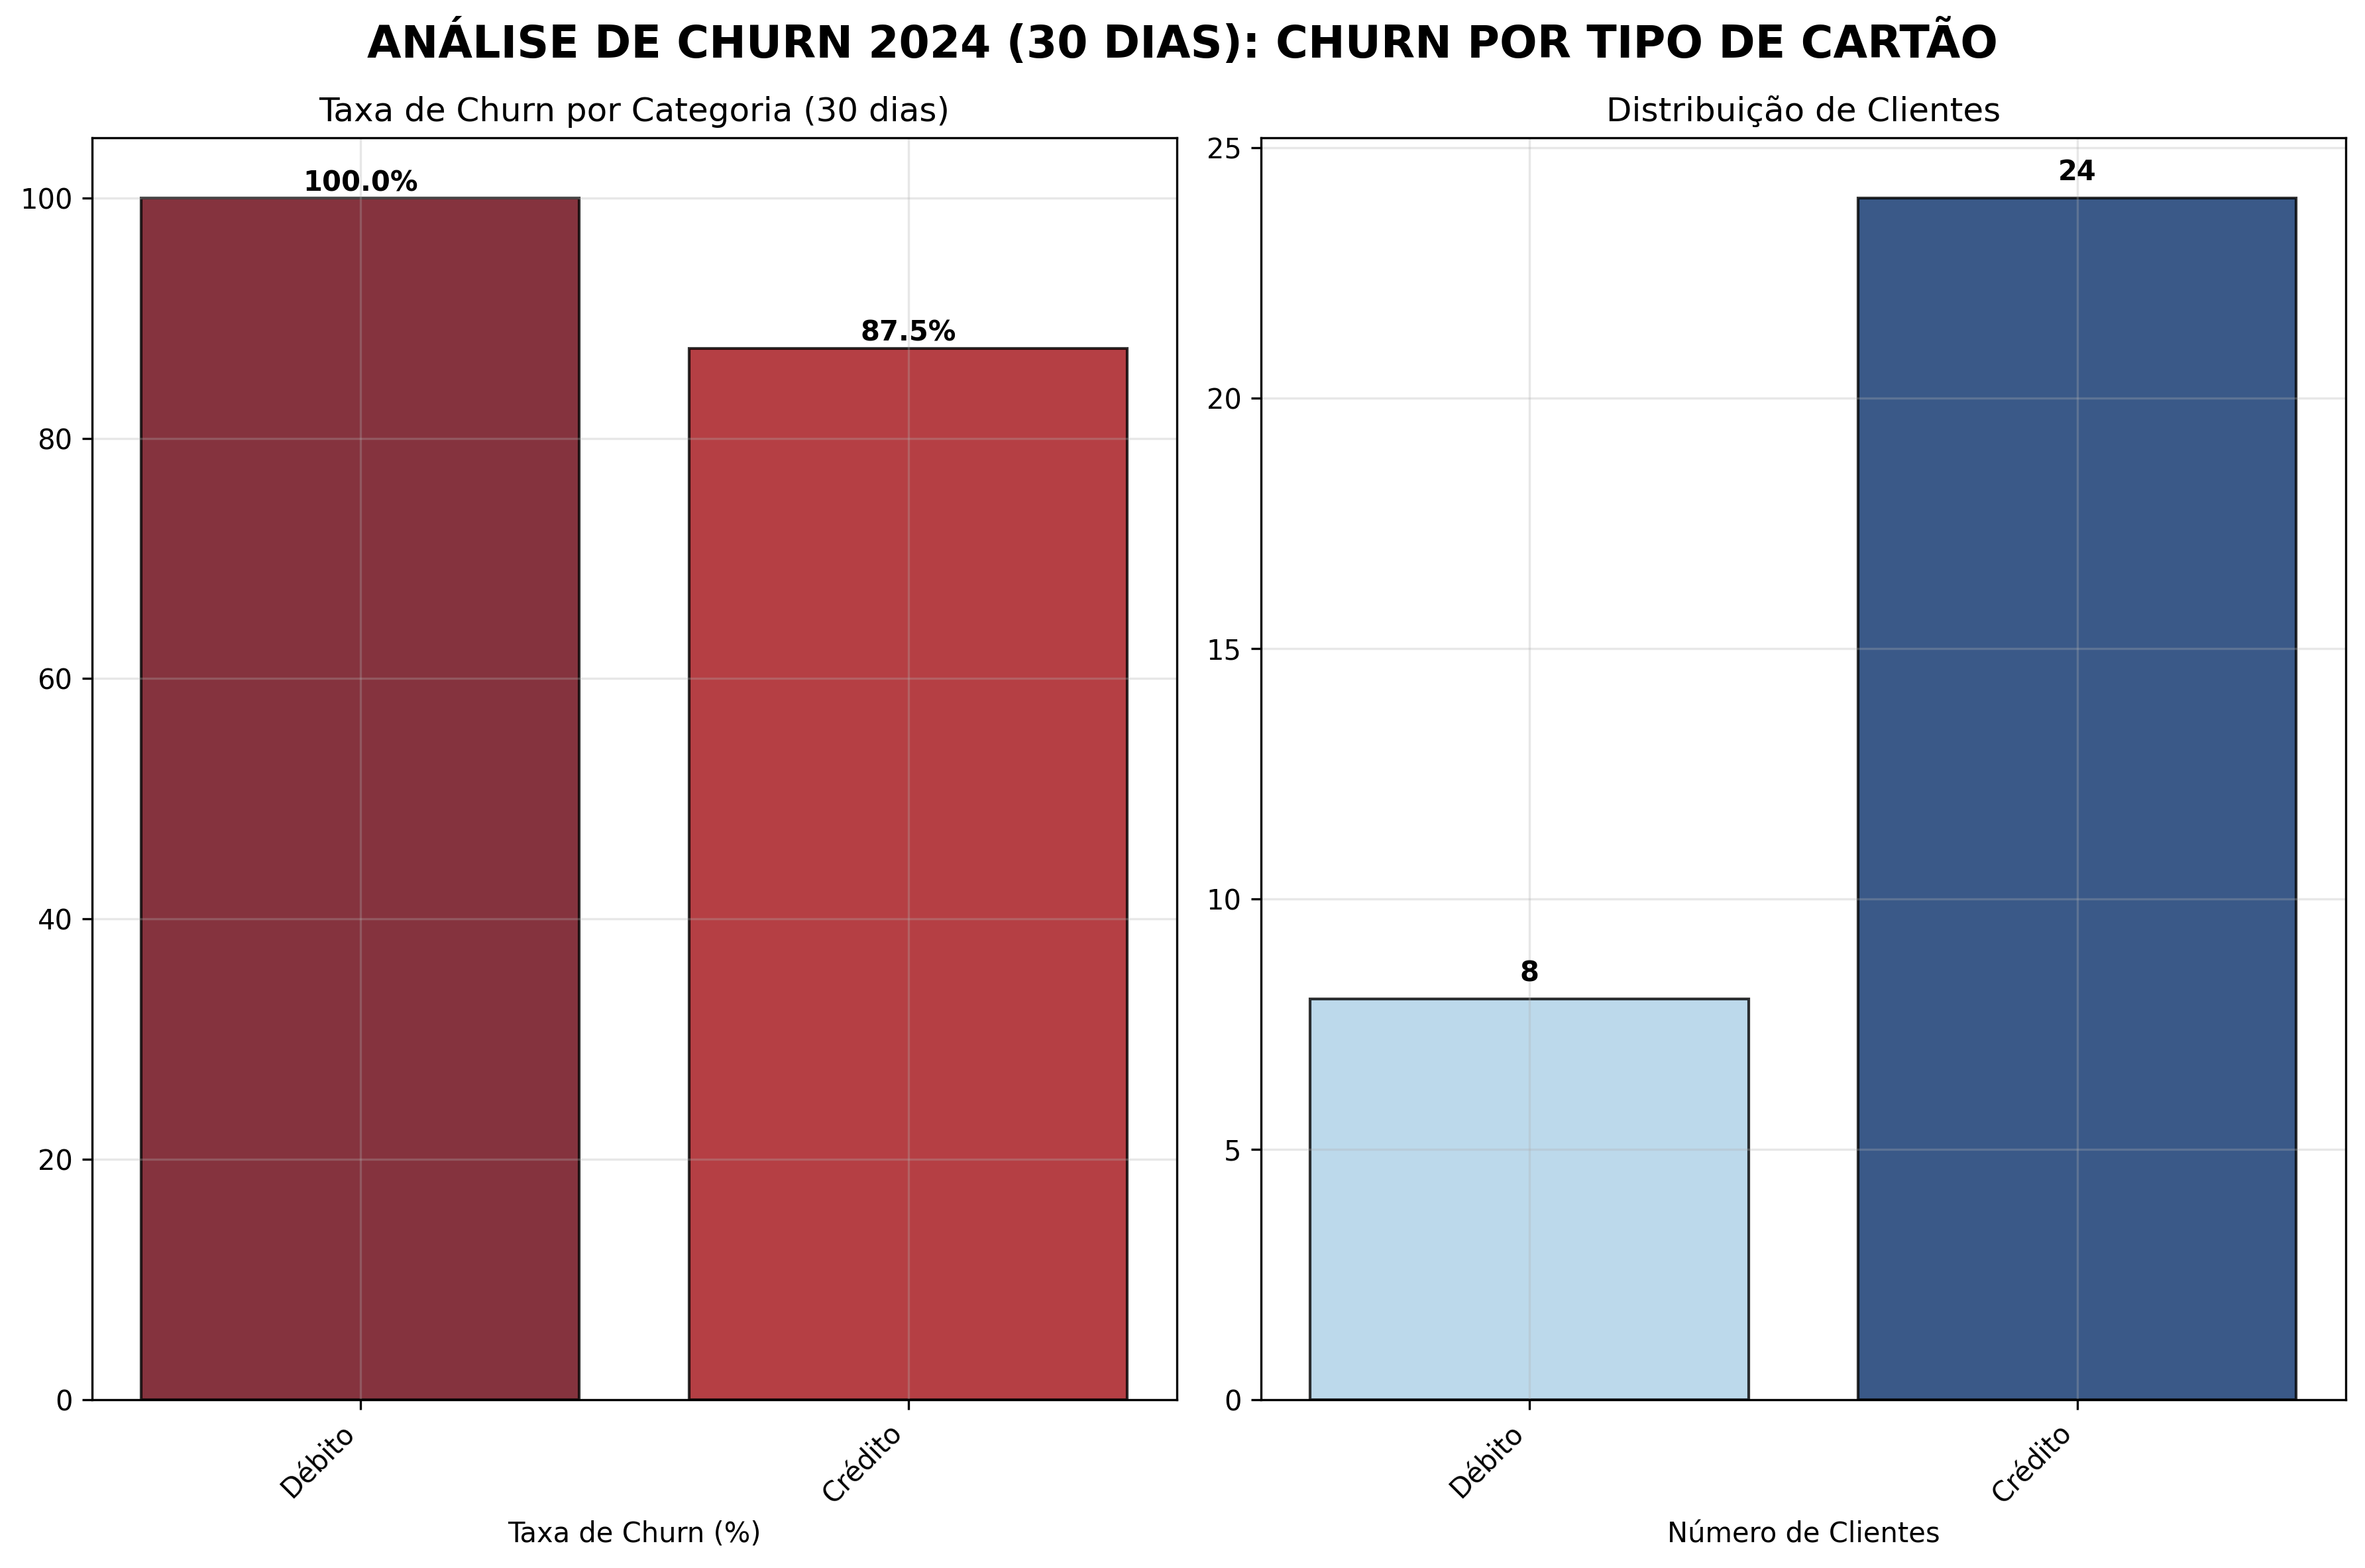 ANÁLISE DE CHURN 2024 (30 DIAS): CHURN POR TIPO DE CARTÃO
Taxa de Churn por Categoria (30 dias)
100
80
60
40
20
0
100.0%
87.5%
Débito
Crédito
Taxa de Churn (%)
Distribuição de Clientes
25
20
15
10
5
0
8
24
Débito
Crédito
Número de Clientes